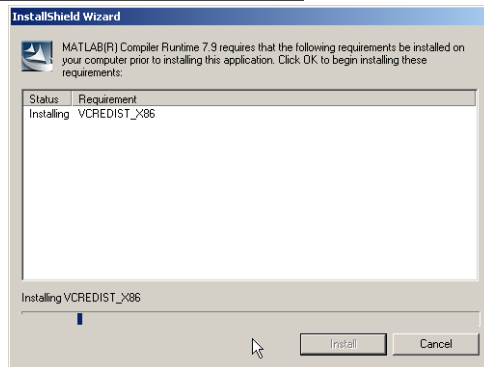 InstallShield Wizard
MATLAB(R) Compiler Runtime 7.9 requires that the following requirements be installed on
your computer prior to installing this application. Click OK to begin installing these
requirements:
Status Requirement
Installing VCREDIST_X86
Installing VCREDIST_X86
Install Cancel